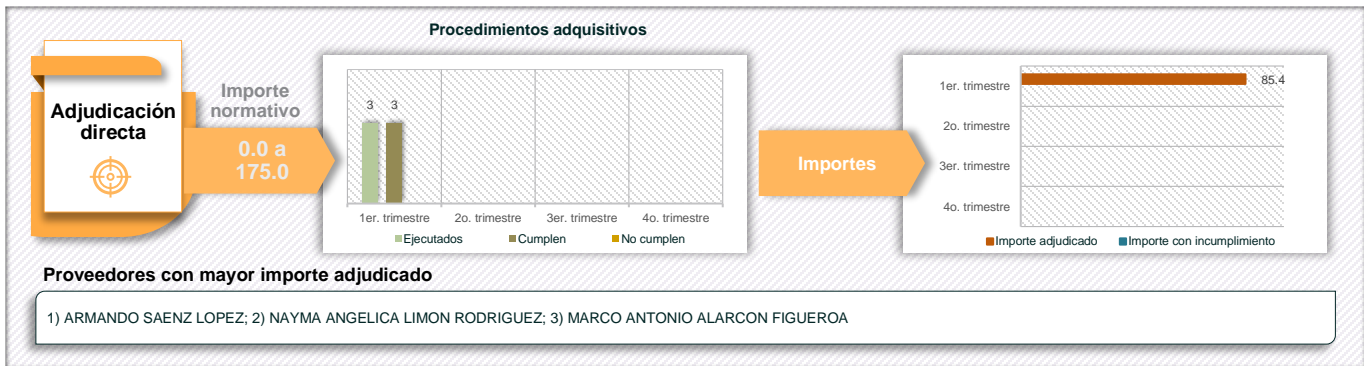 Procedimientos adquisitivos
Adjudicación
directa
Importe
normativo
0.0 a
175.0
3 3
1er. trimestre 2o. trimestre 3er. trimestre 4o. trimestre
Ejecutados Cumplen No cumplen
Importes
1er. trimestre 85.4
2o. trimestre
3er. trimestre
4o. trimestre
Importe adjudicado Importe con incumplimiento
Proveedores con mayor importe adjudicado
1) ARMANDO SAENZ LOPEZ; 2) NAYMA ANGELICA LIMON RODRIGUEZ; 3) MARCO ANTONIO ALARCON FIGUEROA